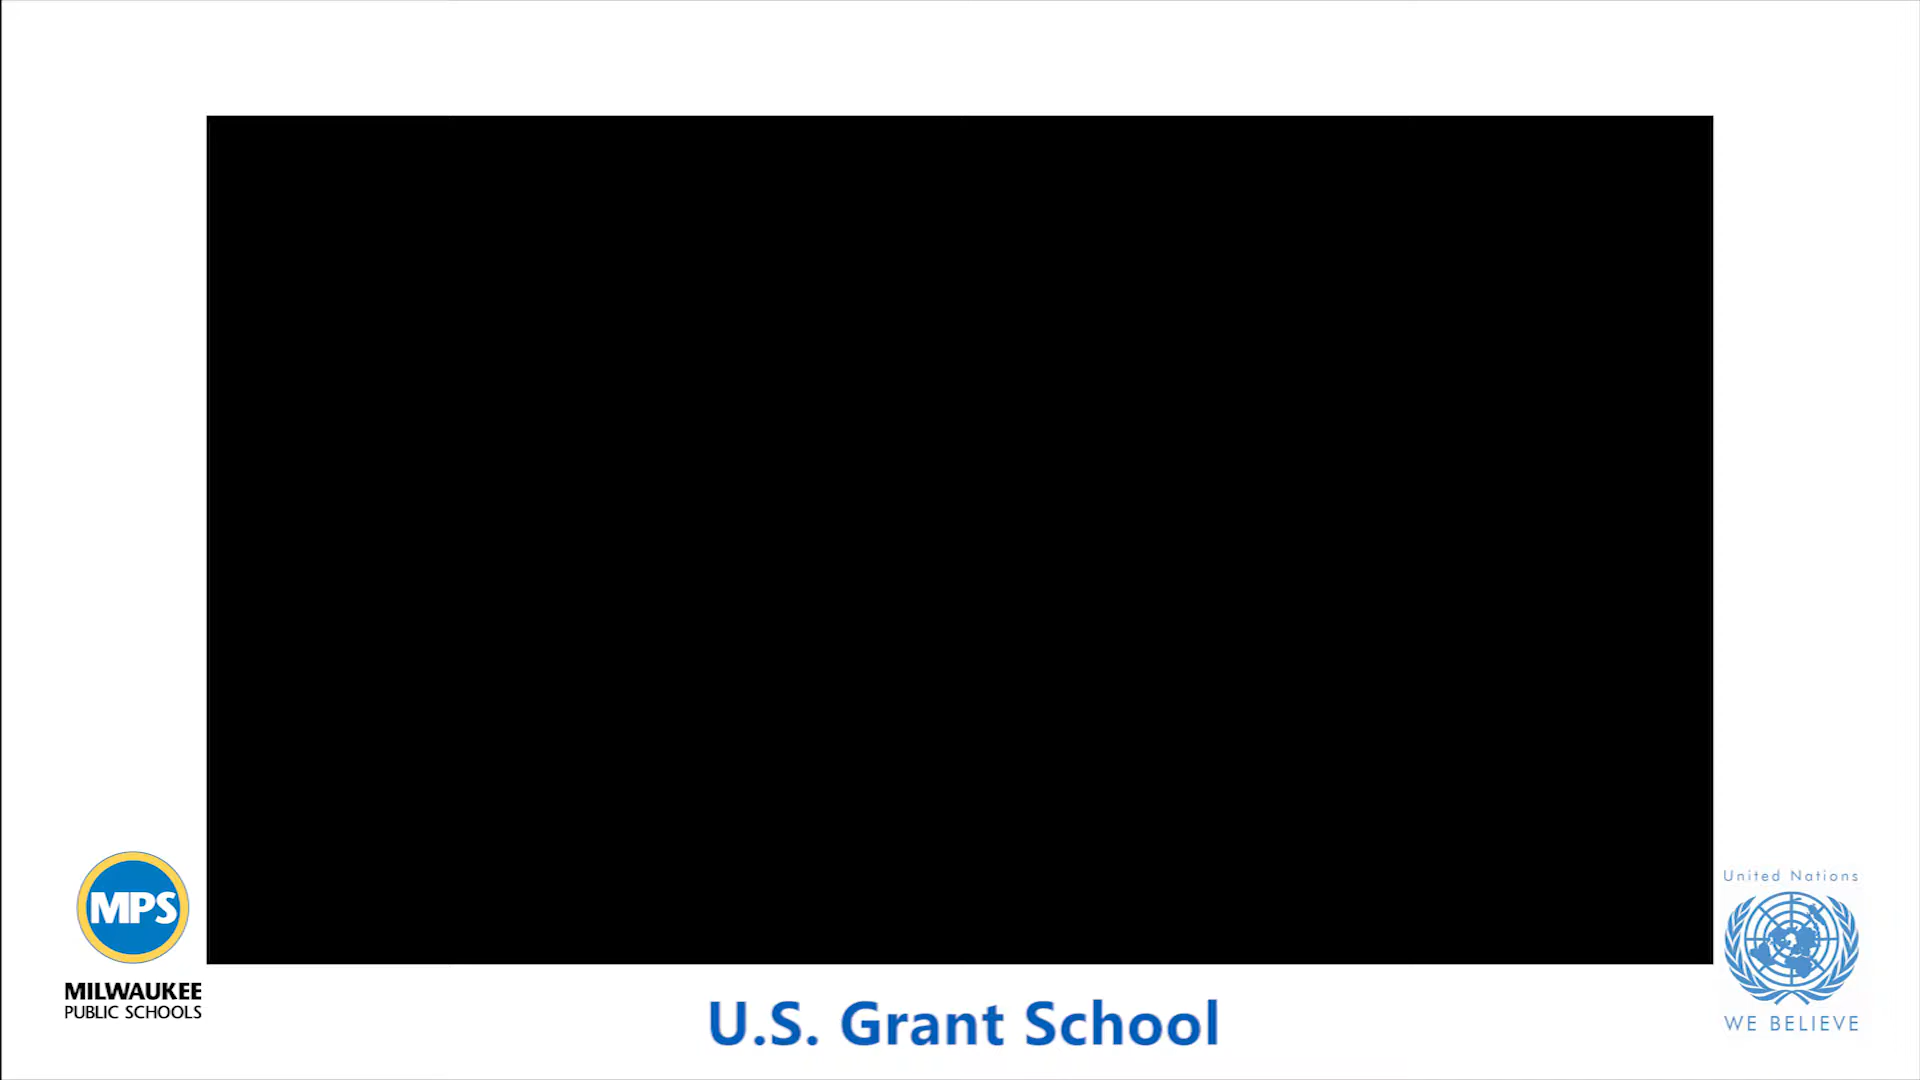 MPS
MILWAUKEE
PUBLIC SCHOOLS
U.S. Grant School
United Nations
WE BELIEVE